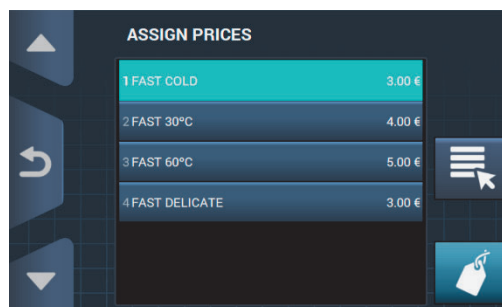 ASSIGN PRICES
1 FAST COLD 3.00 €
2 FAST 30ºC 4.00 €
3 FAST 60ºC 5.00 €
4 FAST DELICATE 3.00 €